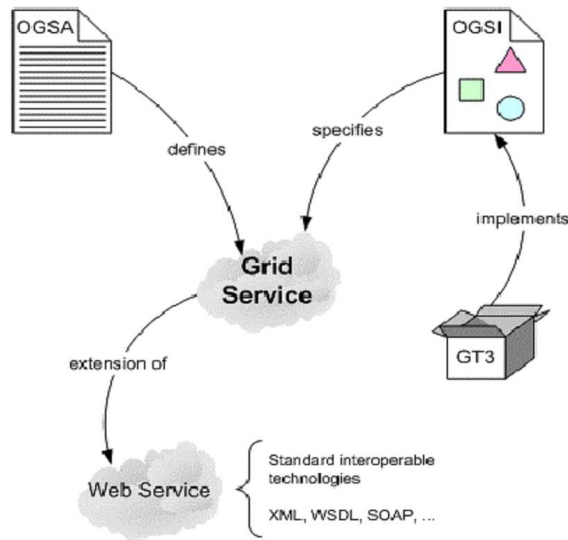 OGSA
OGSI
defines
specifies
implements
Grid
Service
GT3
extension of
Web Service
Standard interoperable
technologies
XML, WSDL, SOAP, ...